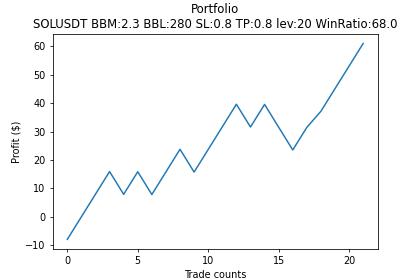 Portfolio
SOLUSDT BBM:2.3 BBL:280 SL:0.8 TP:0.8 lev:20 WinRatio:68.0
60
50
40
30
20
10
0
−10
Profit ($)
0 5 10 15 20
Trade counts